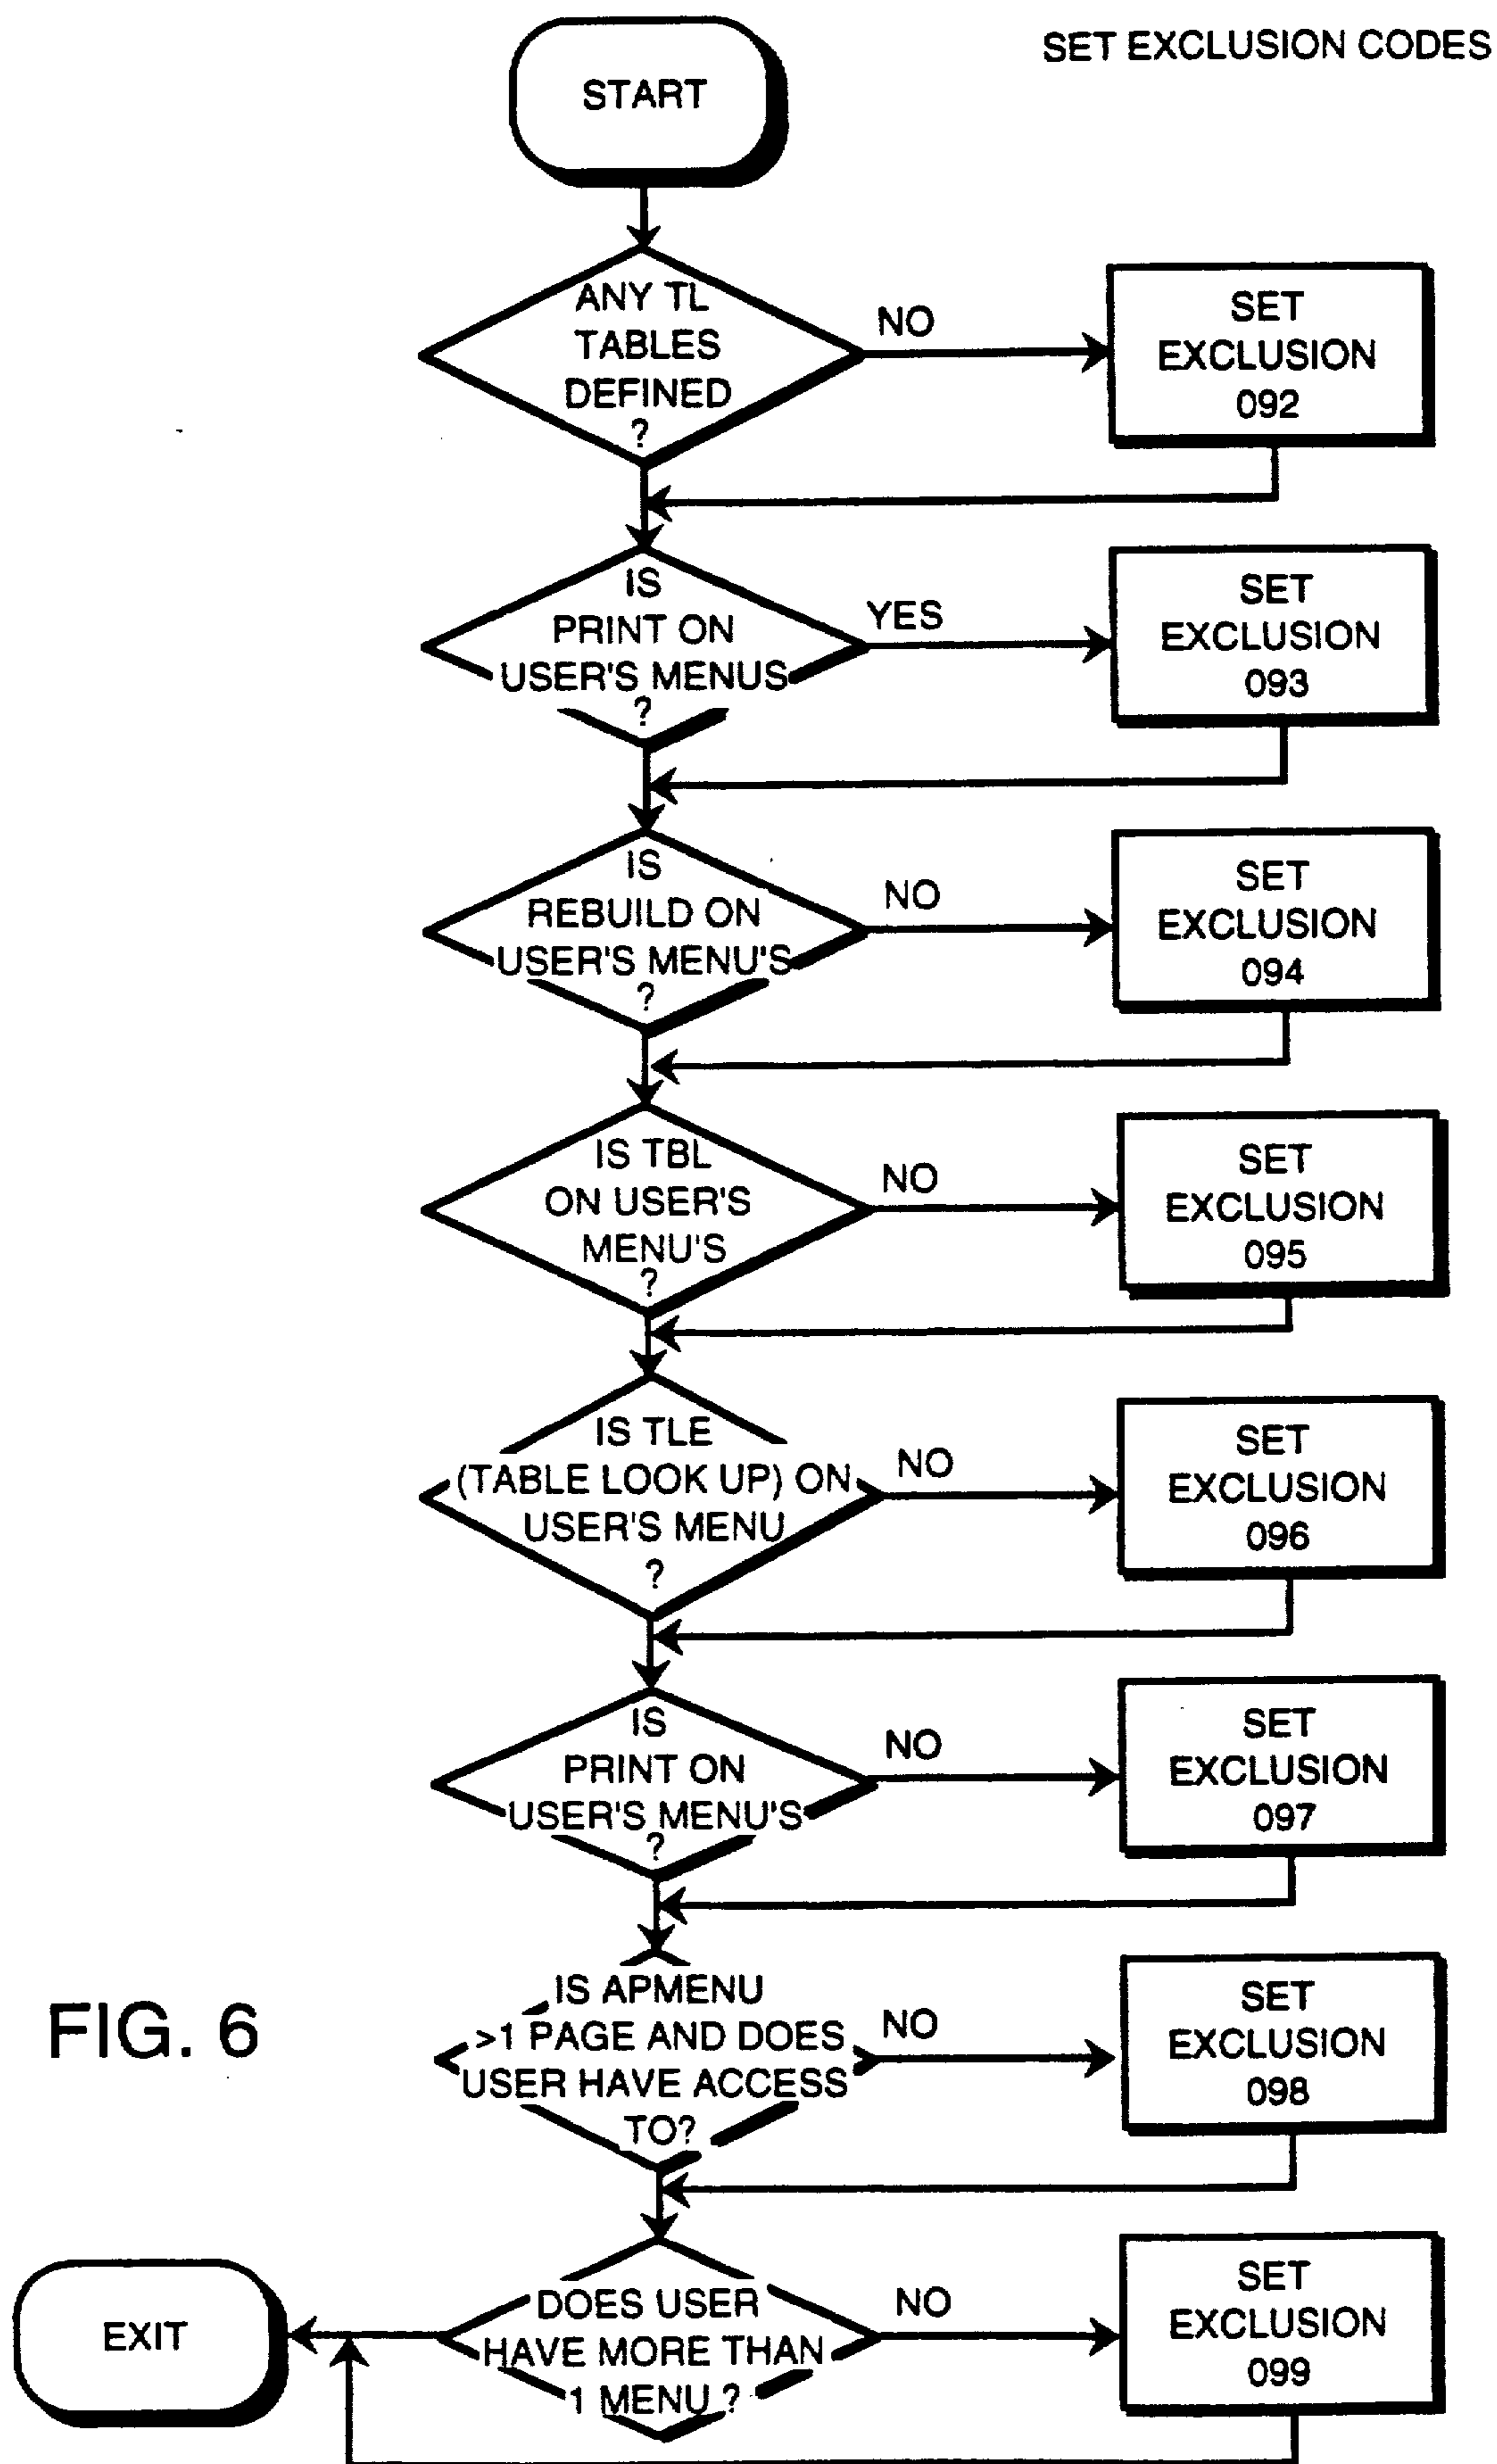 SET EXCLUSION CODES
START
ANY TL
TABLES
DEFINED
?
NO
SET
EXCLUSION
092
IS
PRINT ON
USER'S MENUS
?
YES
SET
EXCLUSION
093
IS
REBUILD ON
USER'S MENU'S
?
NO
SET
EXCLUSION
094
IS TBL
ON USER'S
MENU'S
?
NO
SET
EXCLUSION
095
IS TLE
(TABLE LOOK UP) ON
USER'S MENU
?
NO
SET
EXCLUSION
096
IS
PRINT ON
USER'S MENU'S
?
NO
SET
EXCLUSION
097
IS APMENU
>1 PAGE AND DOES
USER HAVE ACCESS
TO?
NO
SET
EXCLUSION
098
FIG. 6
DOES USER
HAVE MORE THAN
1 MENU ?
NO
SET
EXCLUSION
099
EXIT